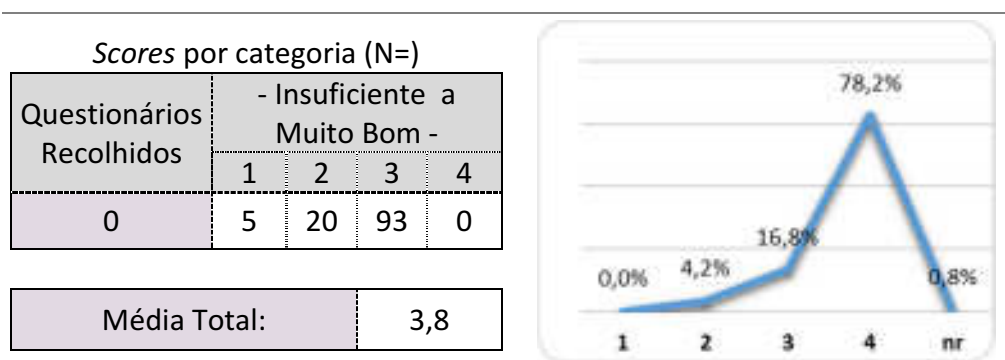 Scores por categoria (N=)
Questionários Recolhidos
- Insuficiente a Muito Bom -
1 2 3 4
0 5 20 93 0
Média Total: 3,8
78,2%
16,8%
4,2%
0,0%
0,8%
1 2 3 4 nr